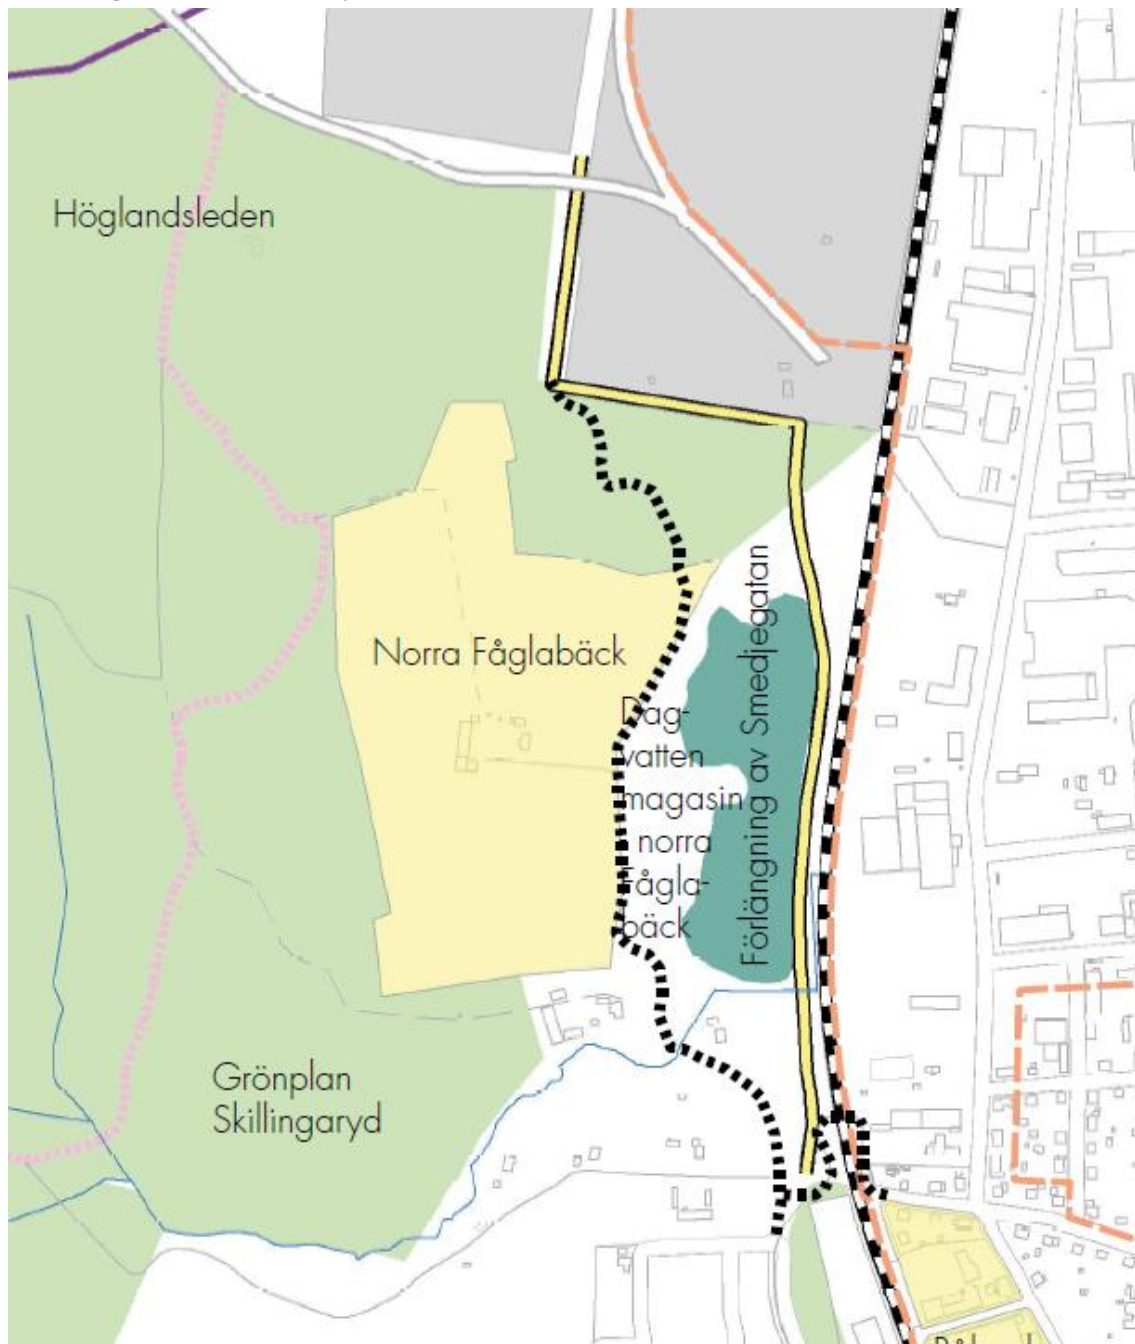 Höglandsleden
Norra Fåglabäck
Dag-
vatten
magasin
norra
Fågla-
bäck
Förlängning av Smedjegatan
Grönplan
Skillingaryd